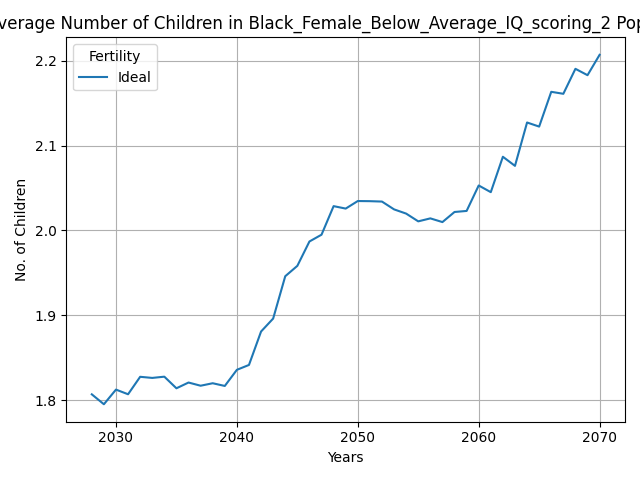 verage Number of Children in Black_Female_Below_Average_IQ_scoring_2 Pop
Fertility
Ideal
2.2
2.1
2.0
1.9
1.8
No. of Children
2030 2040 2050 2060 2070
Years